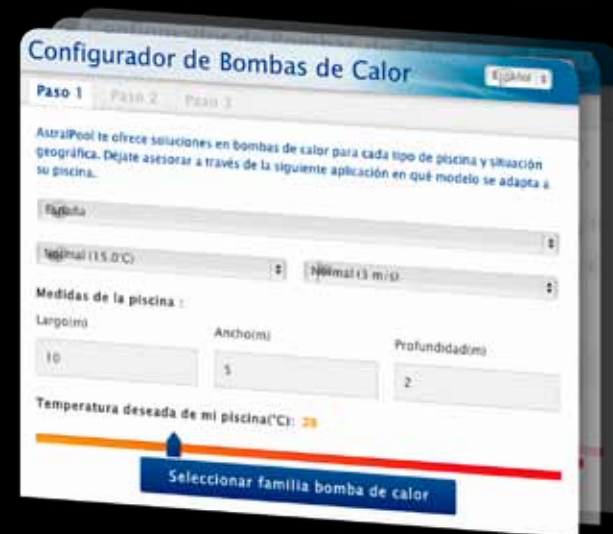 Configurador de Bombas de Calor
Español
Paso 1 Paso 2 Paso 3
AstralPool te ofrece soluciones en bombas de calor para cada tipo de piscina y situación
geográfica. Déjate asesorar a través de la siguiente aplicación en qué modelo se adapta a
su piscina.
España
Normal (15.0°C) Normal (3 m/s)
Medidas de la piscina :
Largo(m) Ancho(m) Profundidad(m)
10 5 2
Temperatura deseada de mi piscina(°C): 28
Seleccionar familia bomba de calor